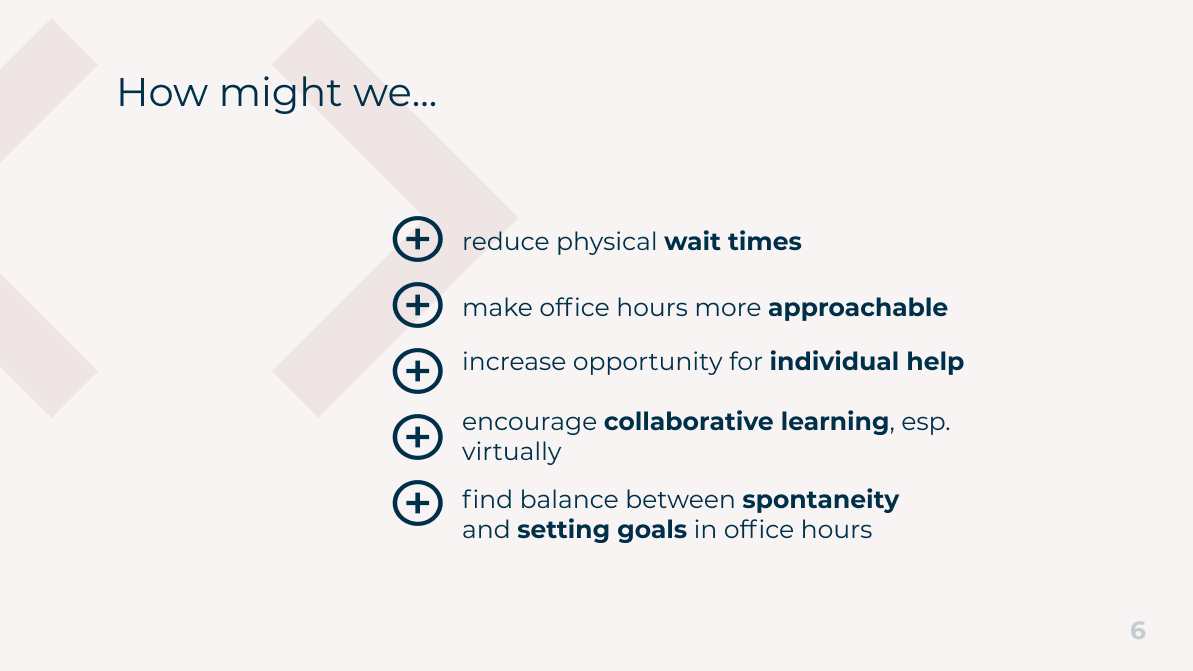 How might we...
reduce physical wait times
make office hours more approachable
increase opportunity for individual help
encourage collaborative learning, esp.
virtually
find balance between spontaneity
and setting goals in office hours
6